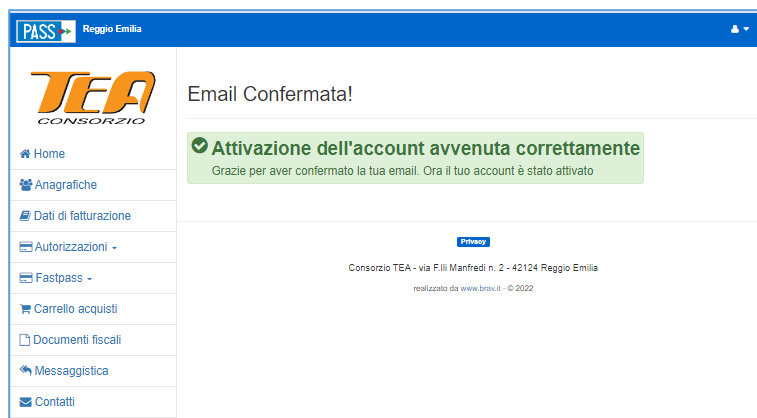 PASS
Reggio Emilia
TEA
CONSORZIO
Home
Anagrafiche
Dati di fatturazione
Autorizzazioni
Fastpass
Carrello acquisti
Documenti fiscali
Messaggistica
Contatti
Email Confermata!
Attivazione dell'account avvenuta correttamente
Grazie per aver confermato la tua email. Ora il tuo account è stato attivato
Privacy
Consorzio TEA - via F.lli Manfredi n. 2 - 42124 Reggio Emilia
realizzato da www.brav.it - © 2022